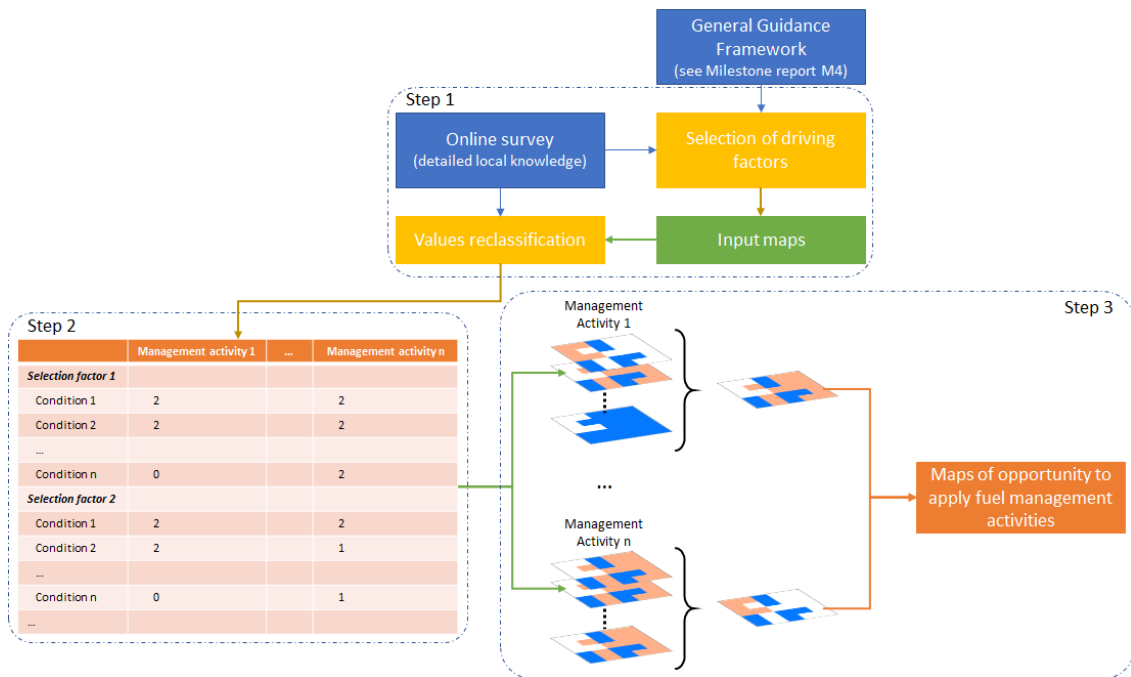 General Guidance
Framework
(see Milestone report M4)
Step 1
Online survey
(detailed local knowledge)
Selection of driving
factors
Values reclassification
Input maps
Step 2
Management activity 1 ... Management activity n
Selection factor 1
Condition 1 2 2
Condition 2 2 2
...
Condition n 0 2
Selection factor 2
Condition 1 2 2
Condition 2 2 1
...
Condition n 0 1
...
Step 3
Management
Activity 1
...
Management
Activity n
Maps of opportunity to
apply fuel management
activities